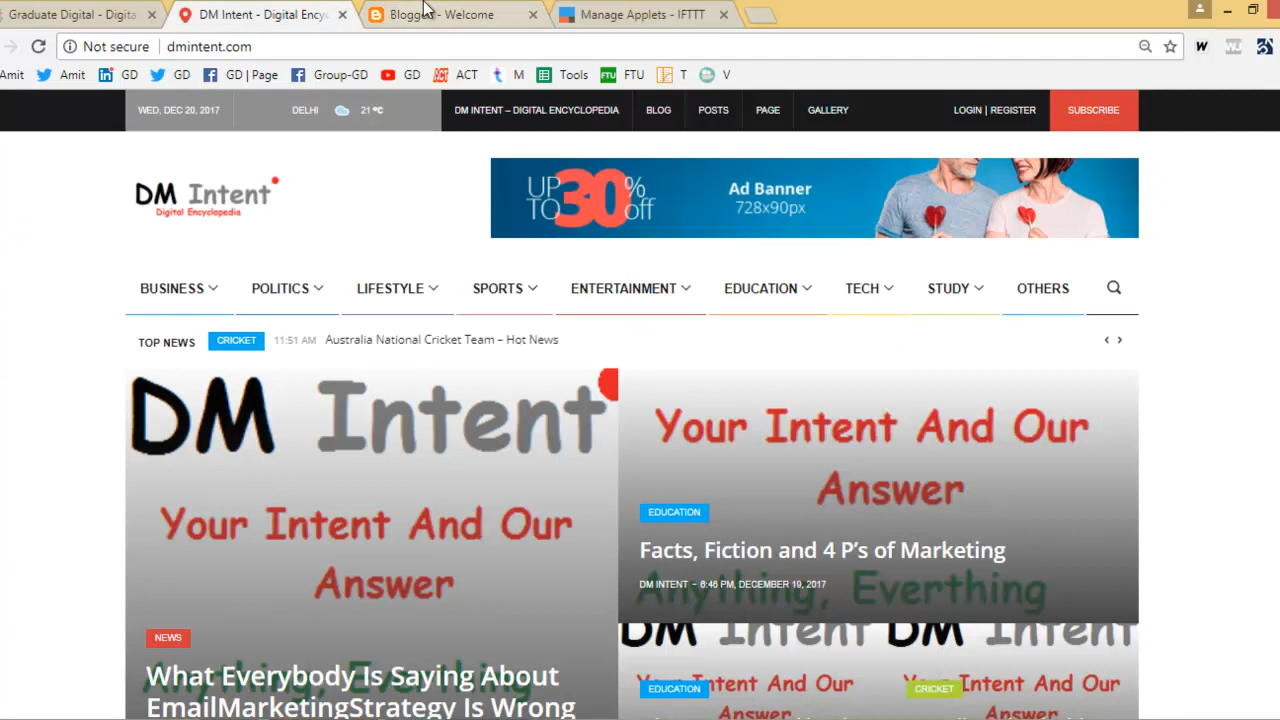 Graduate Digital - Digita
DM Intent - Digital Ency
Blogge - Welcome
Manage Applets - IFTTT
Not secure
dmintent.com
W
Amit
Amit
GD
GD
GD | Page
Group-GD
GD
ACT
M
Tools
FTU
T
V
WED, DEC 20, 2017
DELHI
21 ºC
DM INTENT – DIGITAL ENCYCLOPEDIA
BLOG
POSTS
PAGE
GALLERY
LOGIN | REGISTER
SUBSCRIBE
DM Intent
Digital Encyclopedia
UP TO 30% off
Ad Banner
728x90px
BUSINESS
POLITICS
LIFESTYLE
SPORTS
ENTERTAINMENT
EDUCATION
TECH
STUDY
OTHERS
TOP NEWS
CRICKET
11:51 AM
Australia National Cricket Team – Hot News
DM Intent
Your Intent And Our
Answer
Anything, Everthing
NEWS
What Everybody Is Saying About
EmailMarketingStrategy Is Wrong
Your Intent And Our
Answer
EDUCATION
Facts, Fiction and 4 P's of Marketing
DM INTENT – 6:46 PM, DECEMBER 19, 2017
Anything, Everthing
DM Intent
EDUCATION
Intent And Our
Answer
DM Intent
CRICKET
Intent And Our
Answer